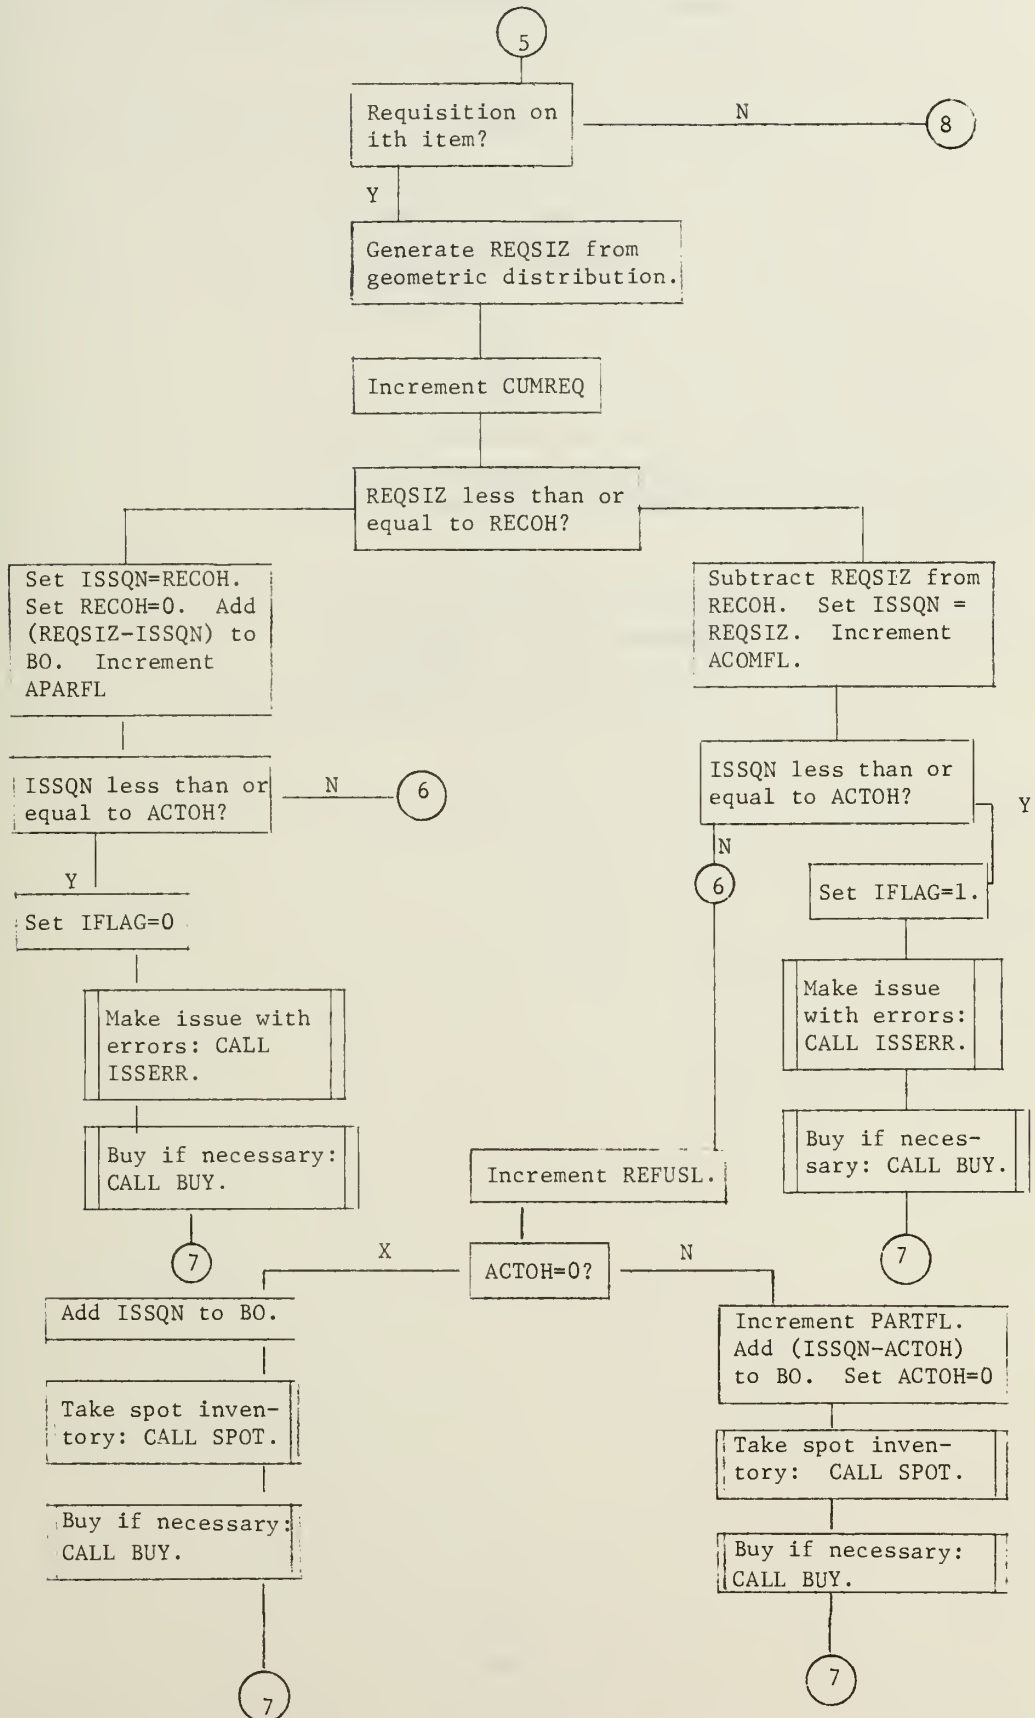 5
Requisition on
ith item?
N
8
Y
Generate REQSIZ from
geometric distribution.
Increment CUMREQ
REQSIZ less than or
equal to RECOH?
Set ISSQN=RECOH.
Set RECOH=0. Add
(REQSIZ-ISSQN) to
BO. Increment
APARFL
Subtract REQSIZ from
RECOH. Set ISSQN =
REQSIZ. Increment
ACOMFL.
ISSQN less than or
equal to ACTOH?
N
6
ISSQN less than or
equal to ACTOH?
Y
N
6
Y
Set IFLAG=0
Set IFLAG=1.
Make issue with
errors: CALL
ISSERR.
Make issue
with errors:
CALL ISSERR.
Buy if necessary:
CALL BUY.
Increment REFUSL.
Buy if neces-
sary: CALL BUY.
7
X
ACTOH=0?
N
7
Add ISSQN to BO.
Increment PARTFL.
Add (ISSQN-ACTOH)
to BO. Set ACTOH=0
Take spot inven-
tory: CALL SPOT.
Take spot inven-
tory: CALL SPOT.
Buy if necessary:
CALL BUY.
Buy if necessary:
CALL BUY.
7
7